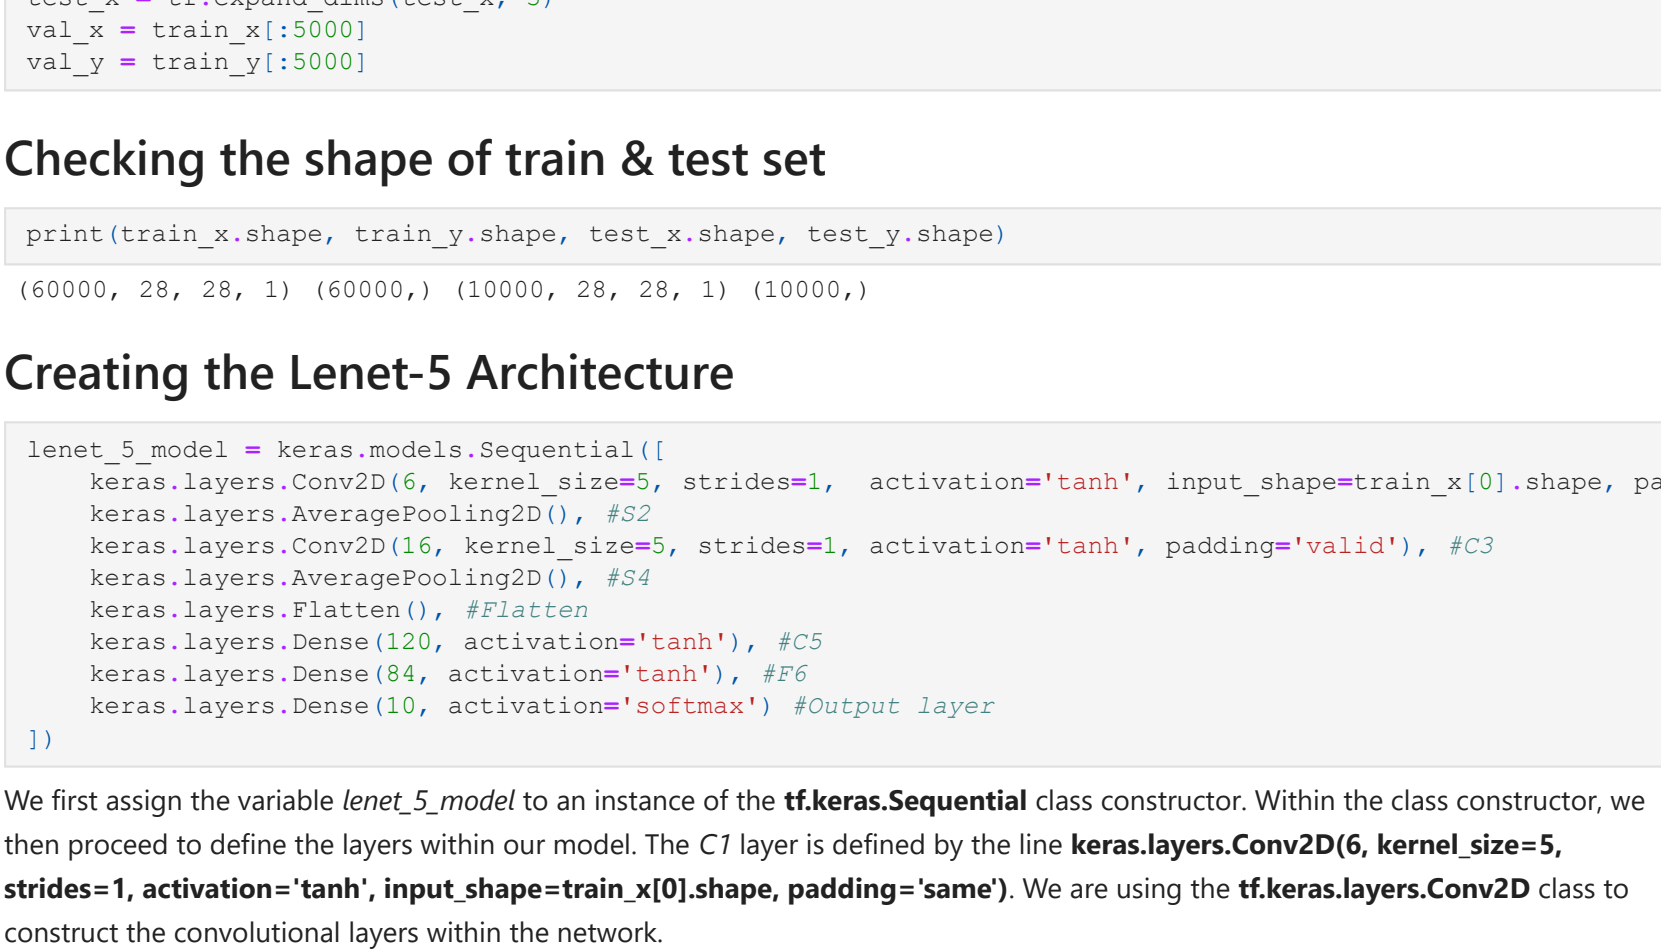 test_x = tf.expand_dims(test_x, 3)
val_x = train_x[:5000]
val_y = train_y[:5000]
Checking the shape of train & test set
print(train_x.shape, train_y.shape, test_x.shape, test_y.shape)
(60000, 28, 28, 1) (60000,) (10000, 28, 28, 1) (10000,)
Creating the Lenet-5 Architecture
lenet_5_model = keras.models.Sequential([
    keras.layers.Conv2D(6, kernel_size=5, strides=1,  activation='tanh', input_shape=train_x[0].shape, pa
    keras.layers.AveragePooling2D(), #S2
    keras.layers.Conv2D(16, kernel_size=5, strides=1, activation='tanh', padding='valid'), #C3
    keras.layers.AveragePooling2D(), #S4
    keras.layers.Flatten(), #Flatten
    keras.layers.Dense(120, activation='tanh'), #C5
    keras.layers.Dense(84, activation='tanh'), #F6
    keras.layers.Dense(10, activation='softmax') #Output layer
])
We first assign the variable lenet_5_model to an instance of the tf.keras.Sequential class constructor. Within the class constructor, we
then proceed to define the layers within our model. The C1 layer is defined by the line keras.layers.Conv2D(6, kernel_size=5,
strides=1, activation='tanh', input_shape=train_x[0].shape, padding='same'). We are using the tf.keras.layers.Conv2D class to
construct the convolutional layers within the network.